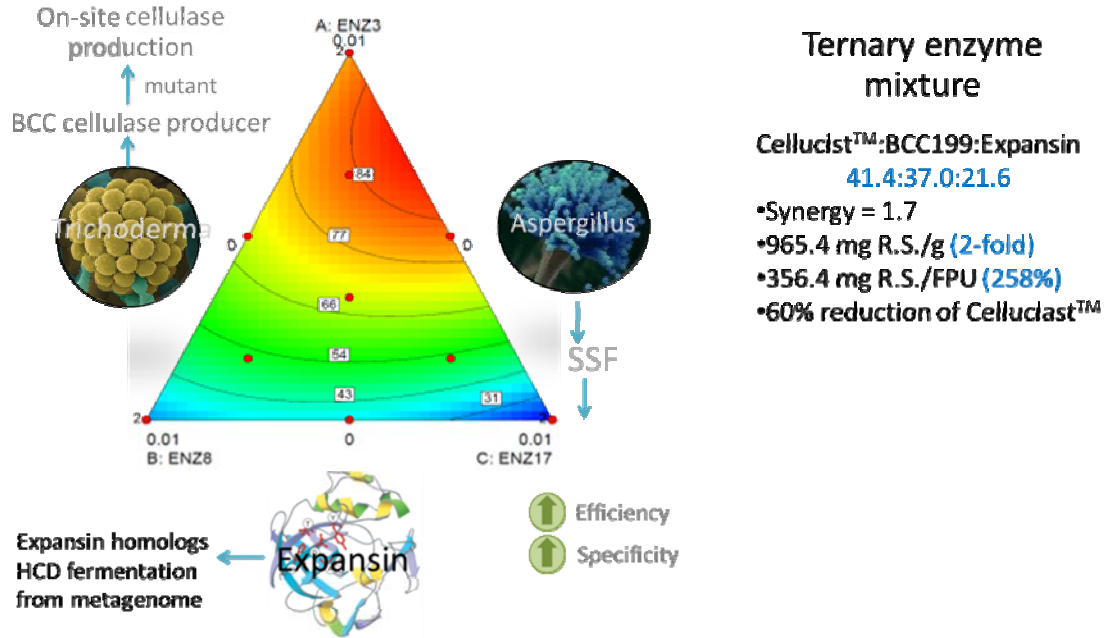 On-site cellulase
production
mutant
BCC cellulase producer
Trichoderma
A: ENZ3
0.01
2
84
77
0
0
66
54
43
31
2
2
0.01
0
0.01
B: ENZ8
C: ENZ17
Aspergillus
SSF
Expansin homologs
HCD fermentation
from metagenome
Expansin
Efficiency
Specificity
Ternary enzyme
mixture
Celluclst™:BCC199:Expansin
41.4:37.0:21.6
•Synergy = 1.7
•965.4 mg R.S./g (2-fold)
•356.4 mg R.S./FPU (258%)
•60% reduction of Celluclast™